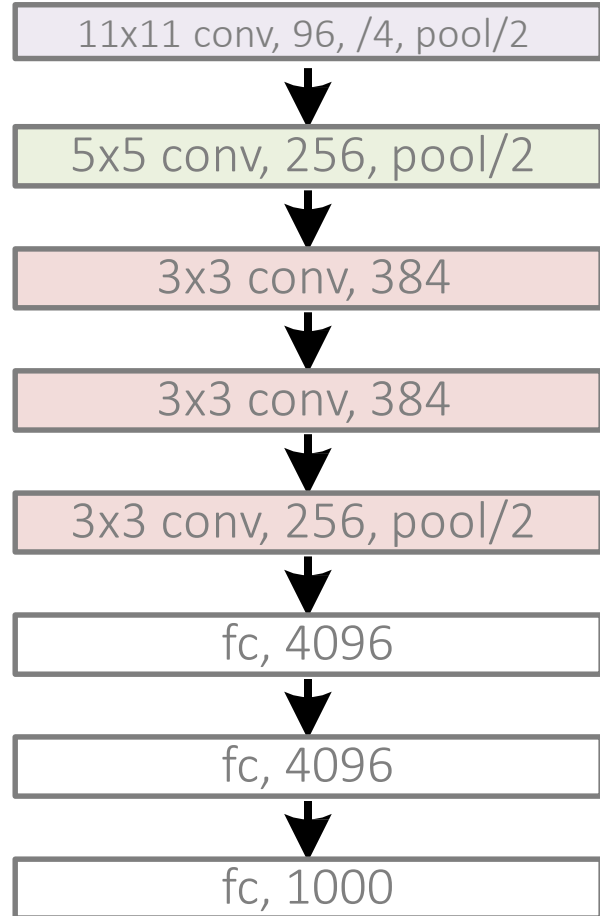 11x11 conv, 96, /4, pool/2
5x5 conv, 256, pool/2
3x3 conv, 384
3x3 conv, 384
3x3 conv, 256, pool/2
fc, 4096
fc, 4096
fc, 1000